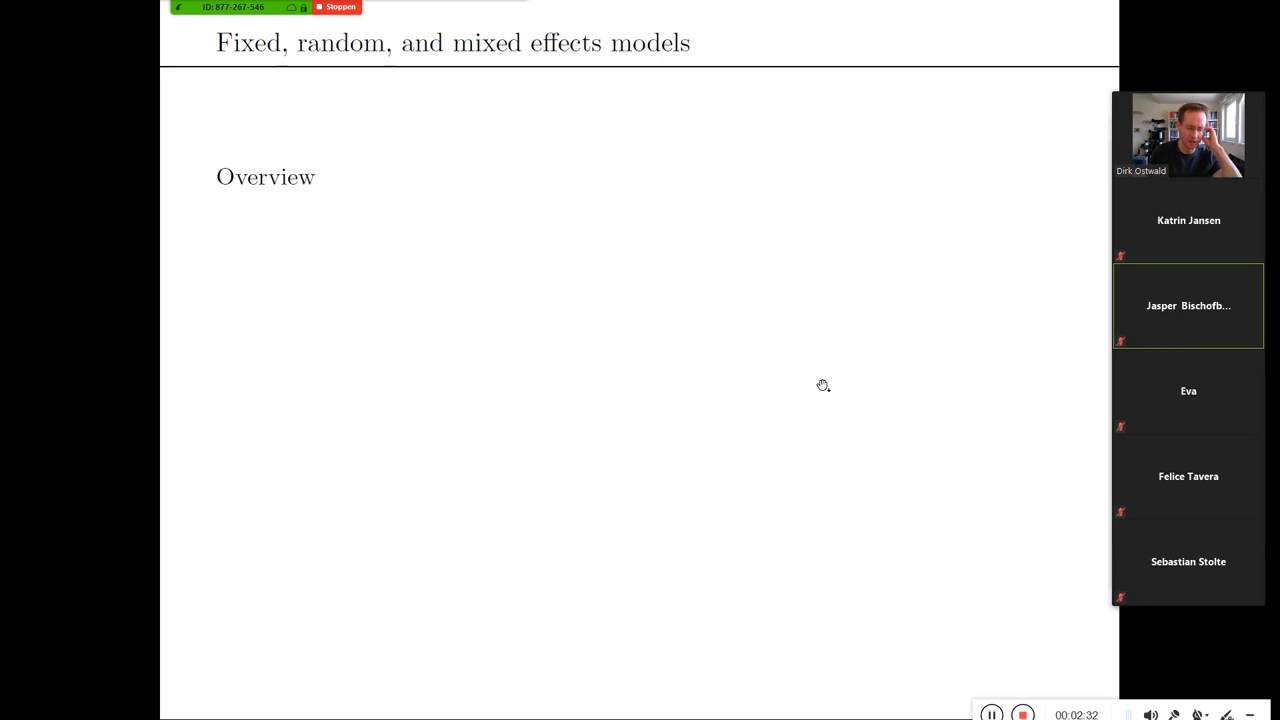 ID: 877-267-546
Stoppen
Fixed, random, and mixed effects models
Overview
Dirk Ostwald
Katrin Jansen
Jasper Bischofb...
Eva
Felice Tavera
Sebastian Stolte
00:02:32